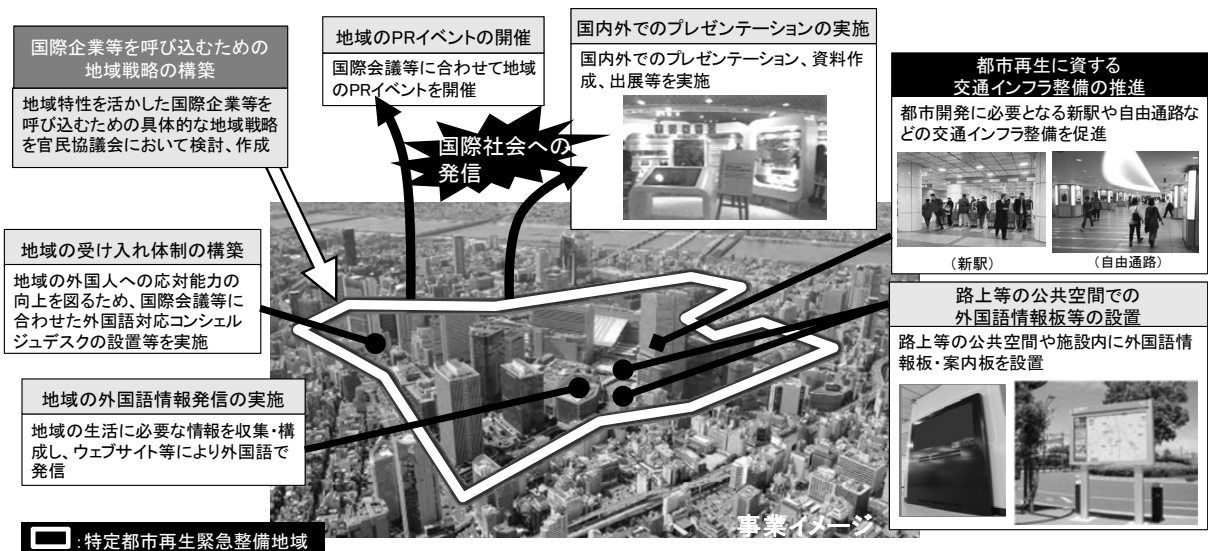 国際企業等を呼び込むための
地域戦略の構築
地域特性を活かした国際企業等を
呼び込むための具体的な地域戦略
を官民協議会において検討、作成
地域のPRイベントの開催
国際会議等に合わせて地域
のPRイベントを開催
国内外でのプレゼンテーションの実施
国内外でのプレゼンテーション、資料作
成、出展等を実施
国際社会への
発信
都市再生に資する
交通インフラ整備の推進
都市開発に必要となる新駅や自由通路な
どの交通インフラ整備を促進
（新駅）
（自由通路）
地域の受け入れ体制の構築
地域の外国人への応対能力の
向上を図るため、国際会議等に
合わせた外国語対応コンシェル
ジュデスクの設置等を実施
路上等の公共空間での
外国語情報板等の設置
路上等の公共空間や施設内に外国語情
報板・案内板を設置
地域の外国語情報発信の実施
地域の生活に必要な情報を収集・構
成し、ウェブサイト等により外国語で
発信
事業イメージ
：特定都市再生緊急整備地域